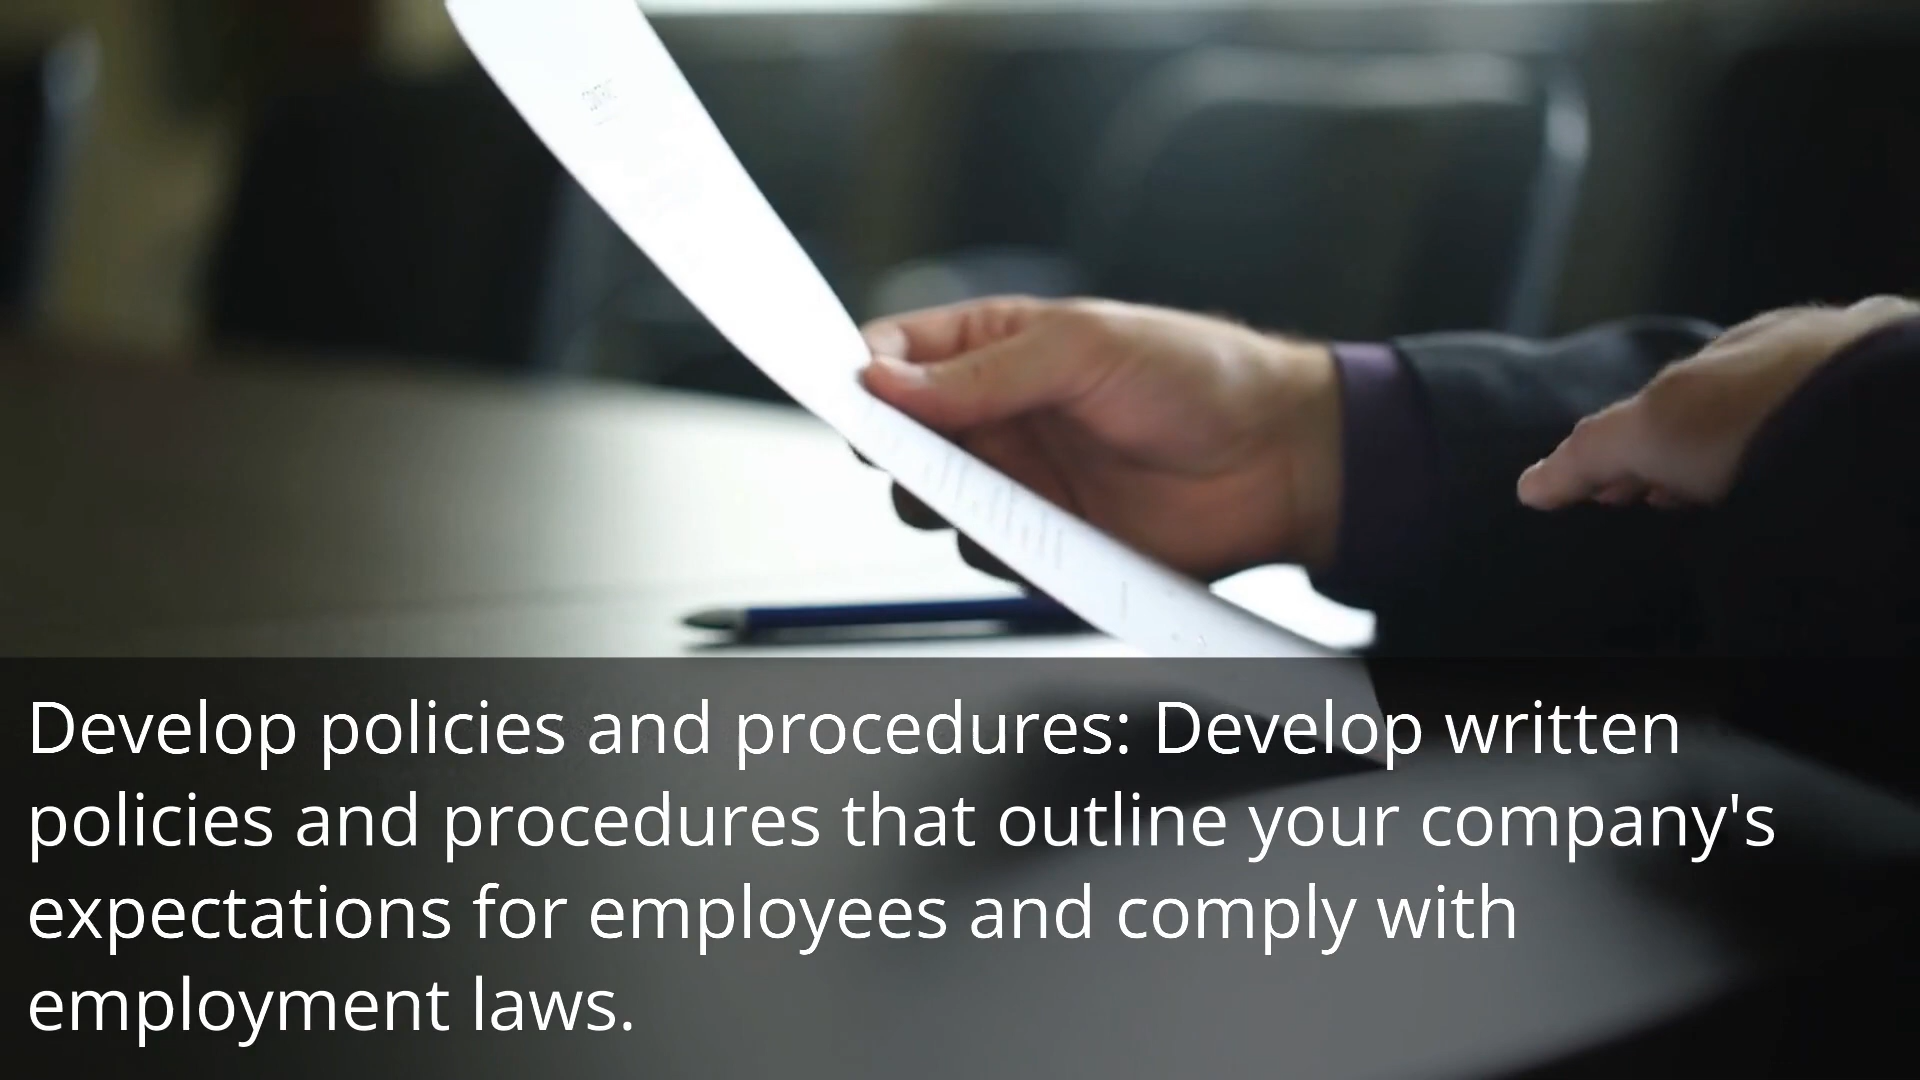 Develop policies and procedures: Develop written
policies and procedures that outline your company's
expectations for employees and comply with
employment laws.